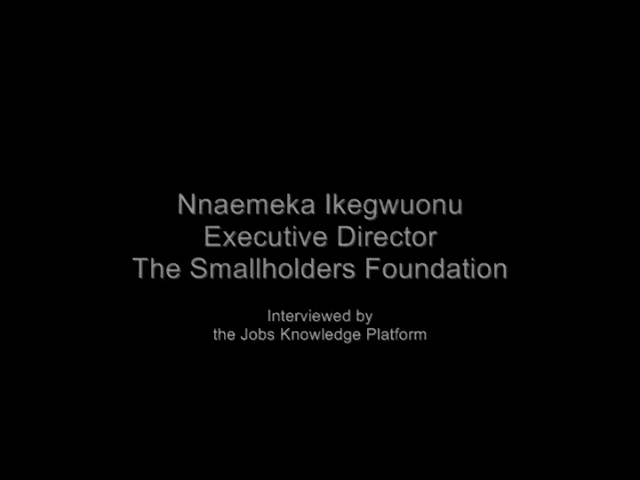 Nnaemeka Ikegwuonu
Executive Director
The Smallholders Foundation
Interviewed by
the Jobs Knowledge Platform